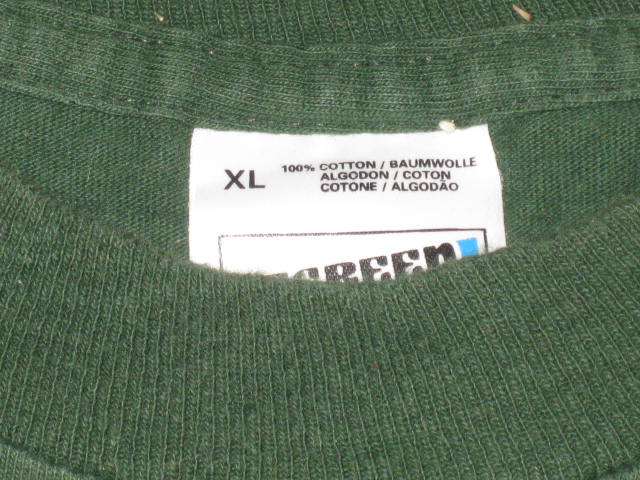 XL
100% COTTON / BAUMWOLLE
ALGODON / COTON
COTONE / ALGODÃO